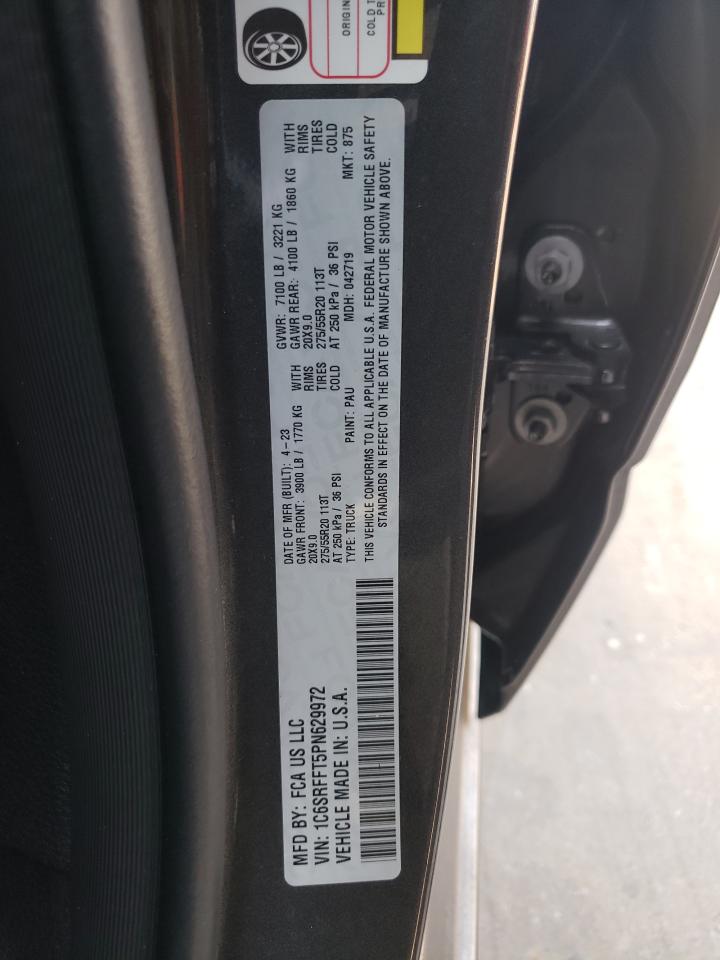 ORIGIN
COLD T
PR
MFD BY: FCA US LLC
VIN: 1C6SRFFT5PN629972
VEHICLE MADE IN: U.S.A.
DATE OF MFR (BUILT): 4-23 GVWR: 7100 LB / 3221 KG
GAWR FRONT: 3900 LB / 1770 KG WITH GAWR REAR: 4100 LB / 1860 KG WITH
20X9.0 RIMS 20X9.0 RIMS
275/55R20 113T TIRES 275/55R20 113T TIRES
AT 250 kPa / 36 PSI COLD AT 250 kPa / 36 PSI COLD
TYPE: TRUCK PAINT: PAU MDH: 042719 MKT: 875
THIS VEHICLE CONFORMS TO ALL APPLICABLE U.S.A. FEDERAL MOTOR VEHICLE SAFETY
STANDARDS IN EFFECT ON THE DATE OF MANUFACTURE SHOWN ABOVE.